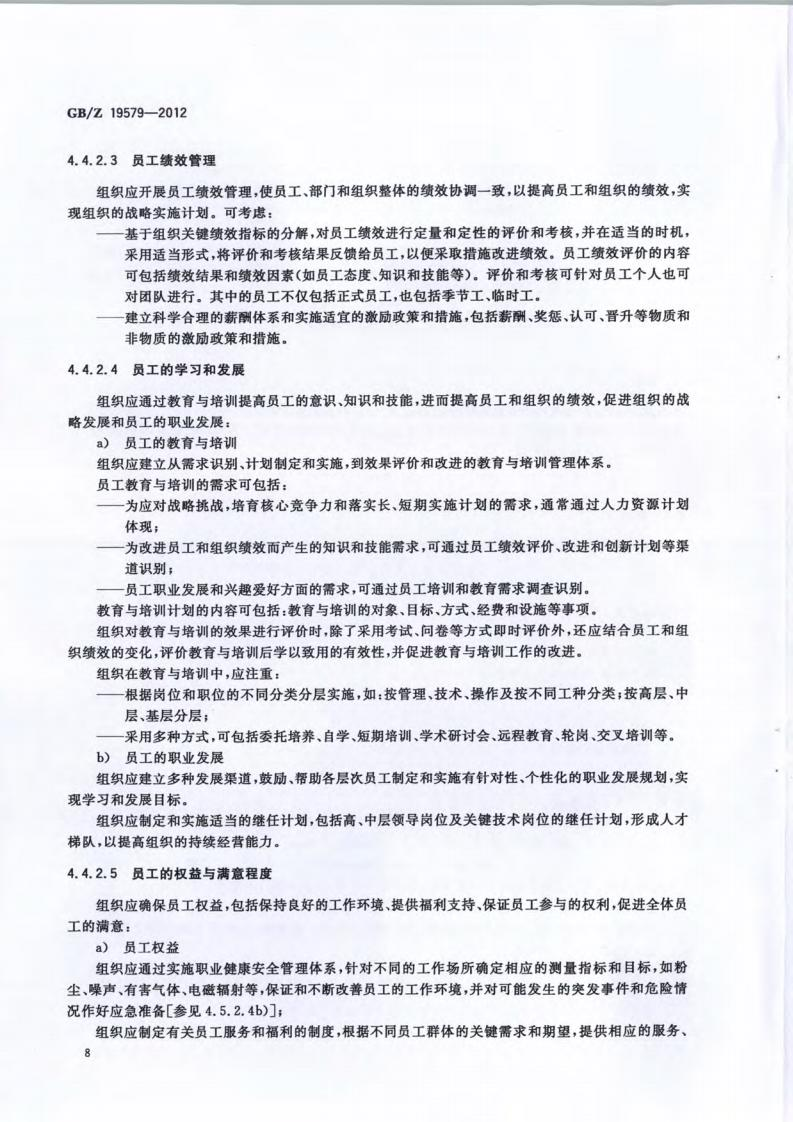 GB/Z 19579—2012
4.4.2.3 员工绩效管理
组织应开展员工绩效管理,使员工、部门和组织整体的绩效协调一致,以提高员工和组织的绩效,实
现组织的战略实施计划。可考虑:
——基于组织关键绩效指标的分解,对员工绩效进行定量和定性的评价和考核,并在适当的时机,
采用适当形式,将评价和考核结果反馈给员工,以便采取措施改进绩效。员工绩效评价的内容
可包括绩效结果和绩效因素(如员工态度、知识和技能等)。评价和考核可针对员工个人也可
对团队进行。其中的员工不仅包括正式员工,也包括季节工、临时工。
——建立科学合理的薪酬体系和实施适宜的激励政策和措施,包括薪酬、奖惩、认可、晋升等物质和
非物质的激励政策和措施。
4.4.2.4 员工的学习和发展
组织应通过教育与培训提高员工的意识、知识和技能,进而提高员工和组织的绩效,促进组织的战
略发展和员工的职业发展:
a) 员工的教育与培训
组织应建立从需求识别、计划制定和实施,到效果评价和改进的教育与培训管理体系。
员工教育与培训的需求可包括:
——为应对战略挑战,培育核心竞争力和落实长、短期实施计划的需求,通常通过人力资源计划
体现;
——为改进员工和组织绩效而产生的知识和技能需求,可通过员工绩效评价、改进和创新计划等渠
道识别;
——员工职业发展和兴趣爱好方面的需求,可通过员工培训和教育需求调查识别。
教育与培训计划的内容可包括:教育与培训的对象、目标、方式、经费和设施等事项。
组织对教育与培训的效果进行评价时,除了采用考试、问卷等方式即时评价外,还应结合员工和组
织绩效的变化,评价教育与培训后学以致用的有效性,并促进教育与培训工作的改进。
组织在教育与培训中,应注重:
——根据岗位和职位的不同分类分层实施,如:按管理、技术、操作及按不同工种分类;按高层、中
层、基层分层;
——采用多种方式,可包括委托培养、自学、短期培训、学术研讨会、远程教育、轮岗、交叉培训等。
b) 员工的职业发展
组织应建立多种发展渠道,鼓励、帮助各层次员工制定和实施有针对性、个性化的职业发展规划,实
现学习和发展目标。
组织应制定和实施适当的继任计划,包括高、中层领导岗位及关键技术岗位的继任计划,形成人才
梯队,以提高组织的持续经营能力。
4.4.2.5 员工的权益与满意程度
组织应确保员工权益,包括保持良好的工作环境、提供福利支持、保证员工参与的权利,促进全体员
工的满意:
a) 员工权益
组织应通过实施职业健康安全管理体系,针对不同的工作场所确定相应的测量指标和目标,如粉
尘、噪声、有害气体、电磁辐射等,保证和不断改善员工的工作环境,并对可能发生的突发事件和危险情
况作好应急准备[参见 4.5.2.4b)];
组织应制定有关员工服务和福利的制度,根据不同员工群体的关键需求和期望,提供相应的服务、
8